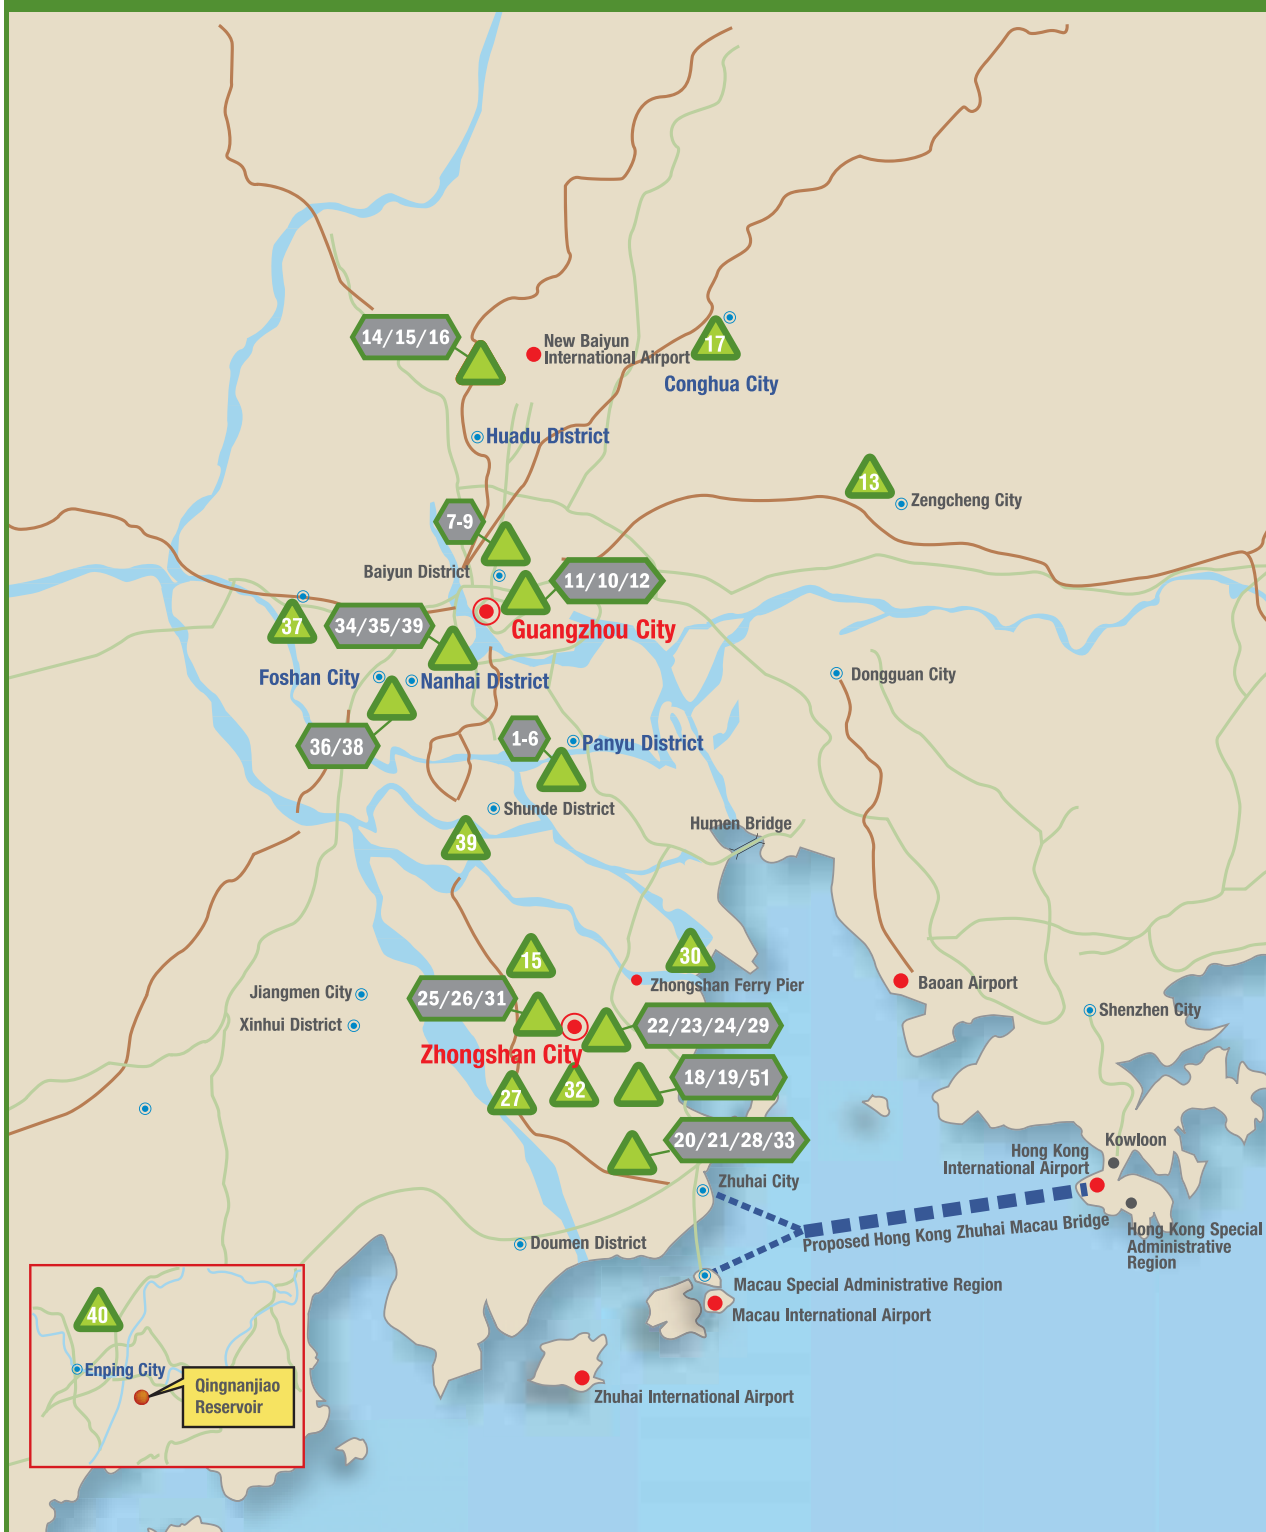 14/15/16
New Baiyun
International Airport
17
Conghua City
Huadu District
13
Zengcheng City
7-9
Baiyun District
11/10/12
37
34/35/39
Guangzhou City
Foshan City
Nanhai District
Dongguan City
36/38
1-6
Panyu District
Shunde District
Humen Bridge
39
15
30
Zhongshan Ferry Pier
Baoan Airport
Jiangmen City
25/26/31
Shenzhen City
Xinhui District
22/23/24/29
Zhongshan City
18/19/51
27
32
20/21/28/33
Kowloon
Hong Kong
International Airport
Zhuhai City
Proposed Hong Kong Zhuhai Macau Bridge
Hong Kong Special
Administrative
Region
Doumen District
Macau Special Administrative Region
Macau International Airport
40
Enping City
Qingnanjiao
Reservoir
Zhuhai International Airport